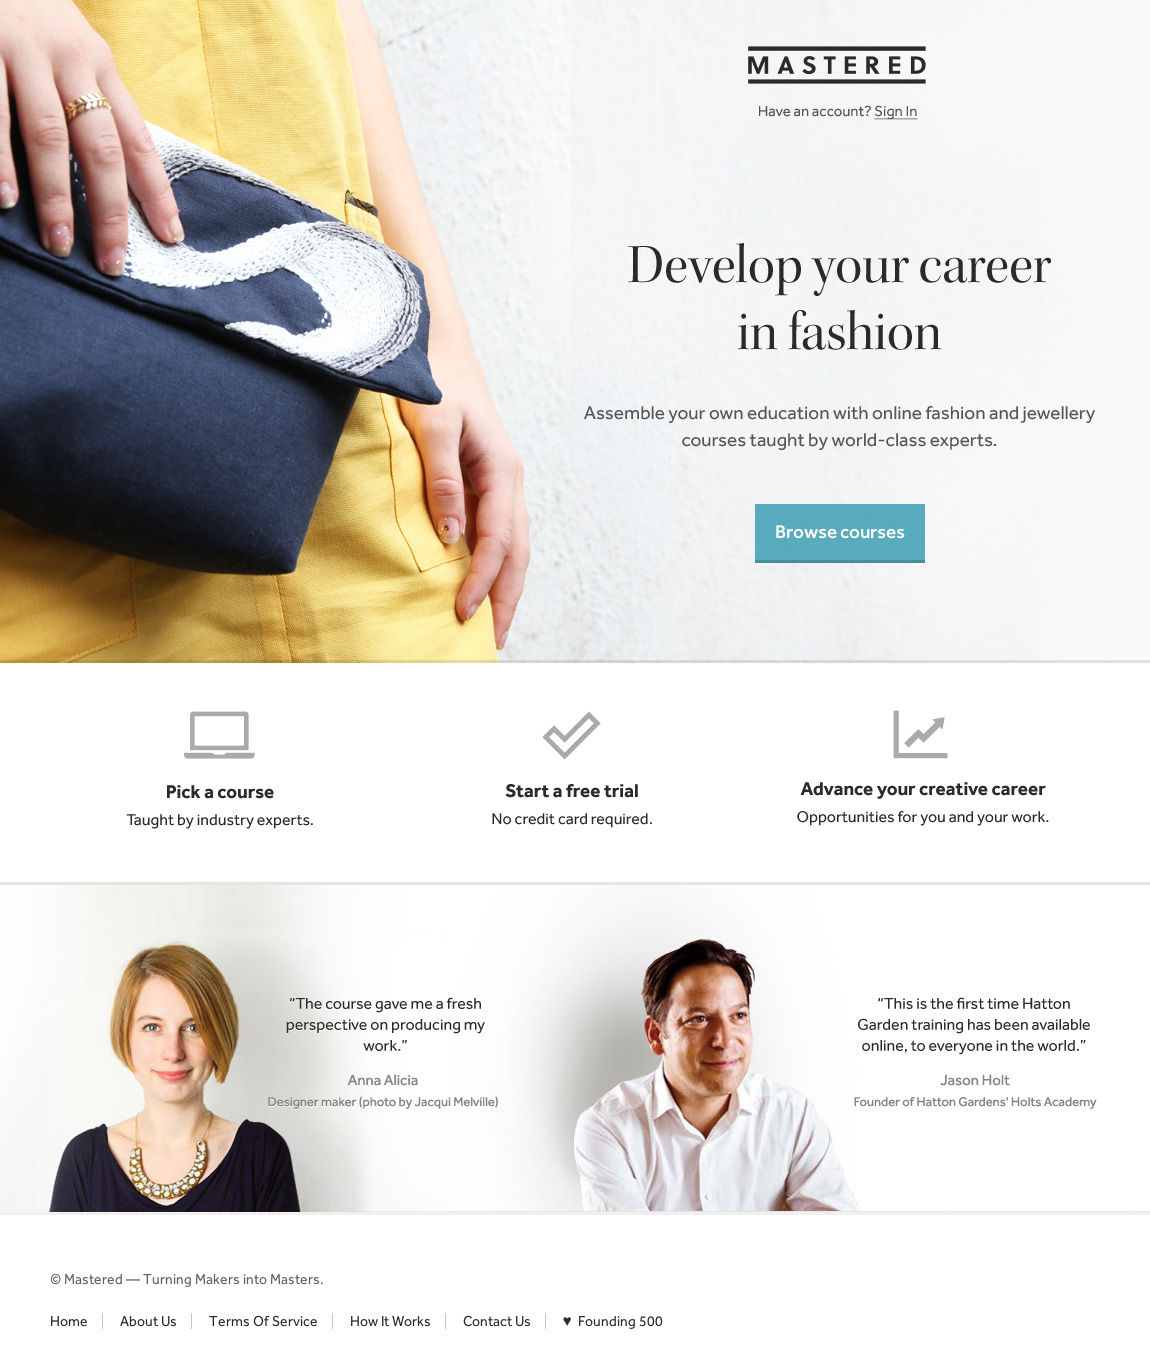 MASTERED
Have an account? Sign In
Develop your career
in fashion
Assemble your own education with online fashion and jewellery
courses taught by world-class experts.
Browse courses
Pick a course
Taught by industry experts.
Start a free trial
No credit card required.
Advance your creative career
Opportunities for you and your work.
“The course gave me a fresh
perspective on producing my
work.”
Anna Alicia
Designer maker (photo by Jacqui Melville)
“This is the first time Hatton
Garden training has been available
online, to everyone in the world.”
Jason Holt
Founder of Hatton Gardens' Holts Academy
© Mastered — Turning Makers into Masters.
Home About Us Terms Of Service How It Works Contact Us ♥ Founding 500